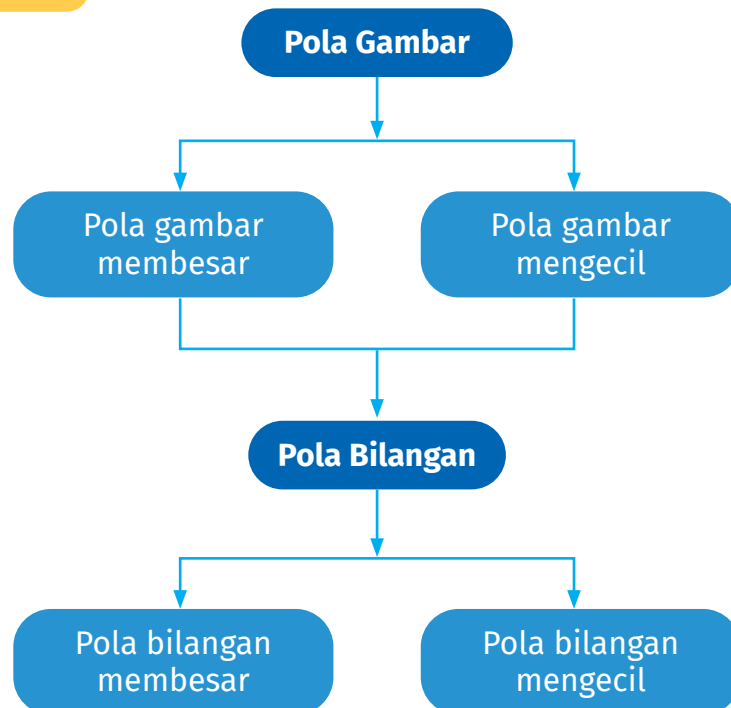 Pola Gambar
Pola gambar
membesar
Pola gambar
mengecil
Pola Bilangan
Pola bilangan
membesar
Pola bilangan
mengecil